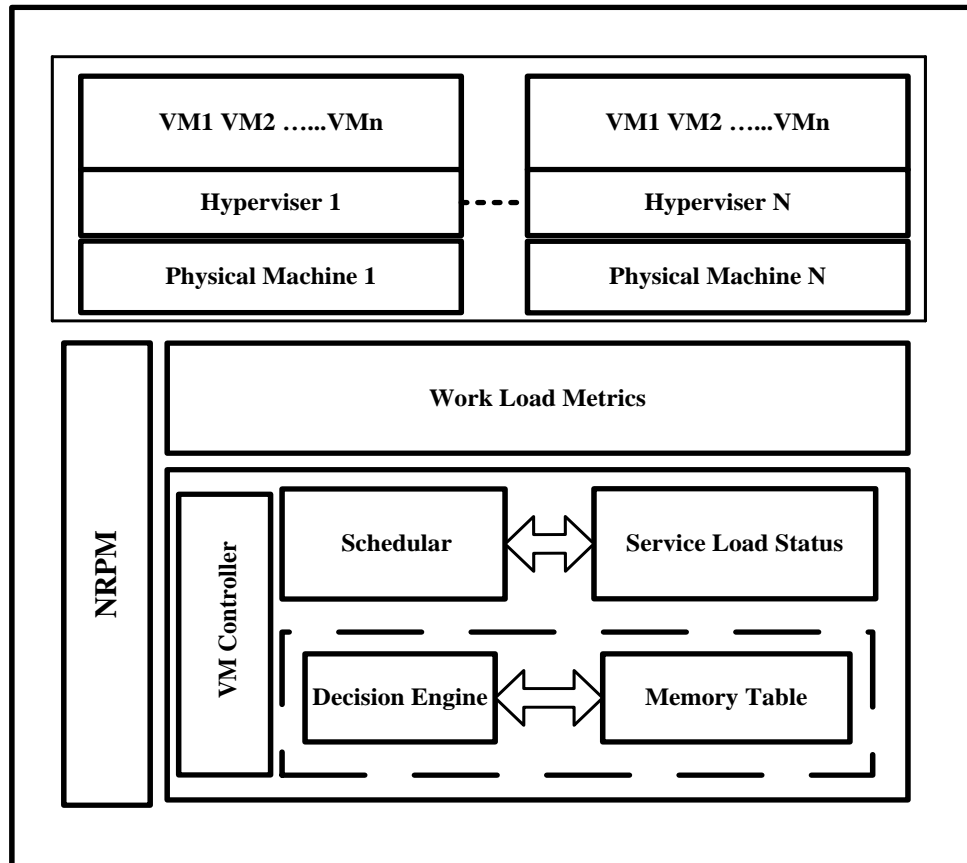 VM1 VM2 …...VMn
VM1 VM2 …...VMn
Hyperviser 1
Hyperviser N
Physical Machine 1
Physical Machine N
NRPM
Work Load Metrics
VM Controller
Schedular
Service Load Status
Decision Engine
Memory Table